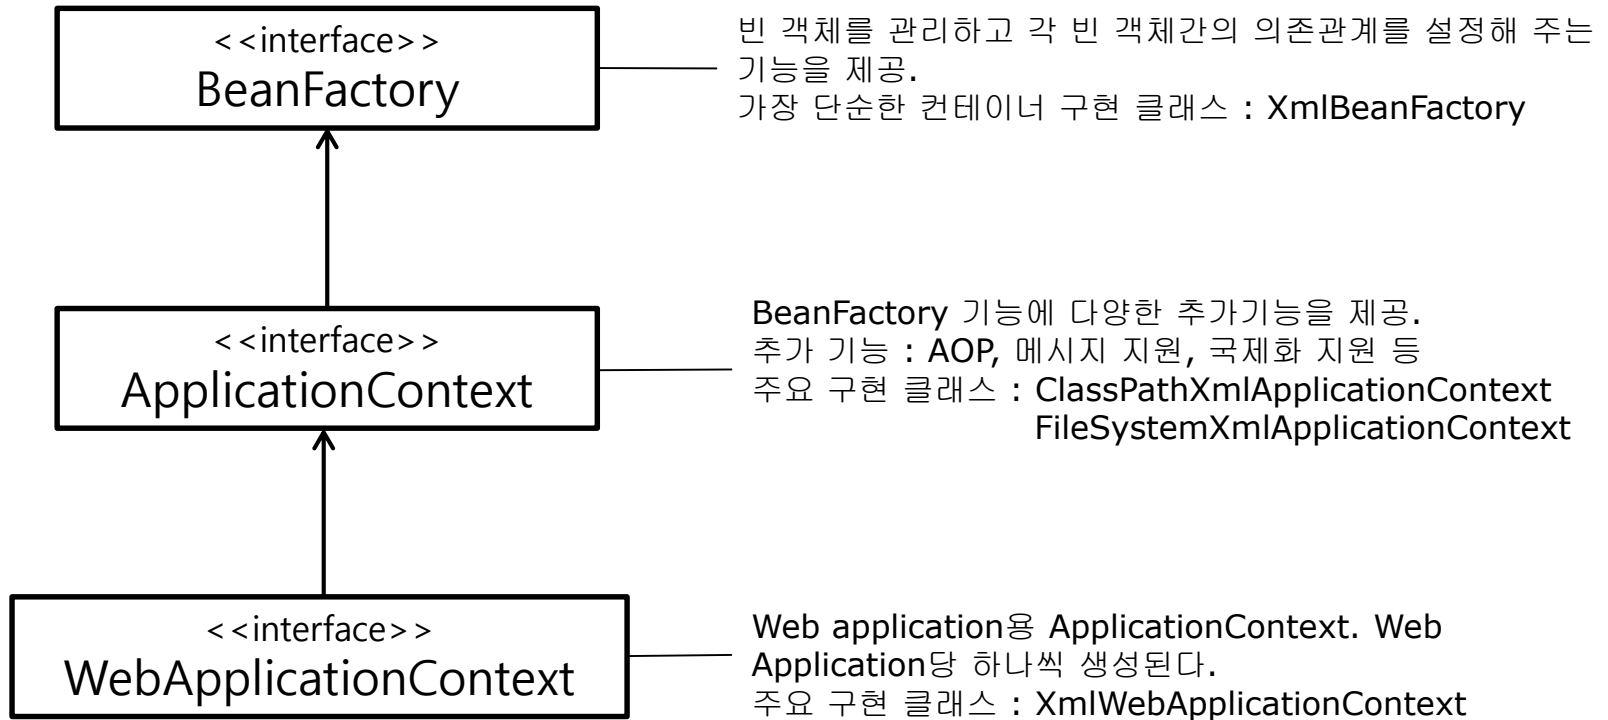 <<interface>>
BeanFactory
빈 객체를 관리하고 각 빈 객체간의 의존관계를 설정해 주는
기능을 제공.
가장 단순한 컨테이너 구현 클래스 : XmlBeanFactory
<<interface>>
ApplicationContext
BeanFactory 기능에 다양한 추가기능을 제공.
추가 기능 : AOP, 메시지 지원, 국제화 지원 등
주요 구현 클래스 : ClassPathXmlApplicationContext
FileSystemXmlApplicationContext
<<interface>>
WebApplicationContext
Web application용 ApplicationContext. Web
Application당 하나씩 생성된다.
주요 구현 클래스 : XmlWebApplicationContext